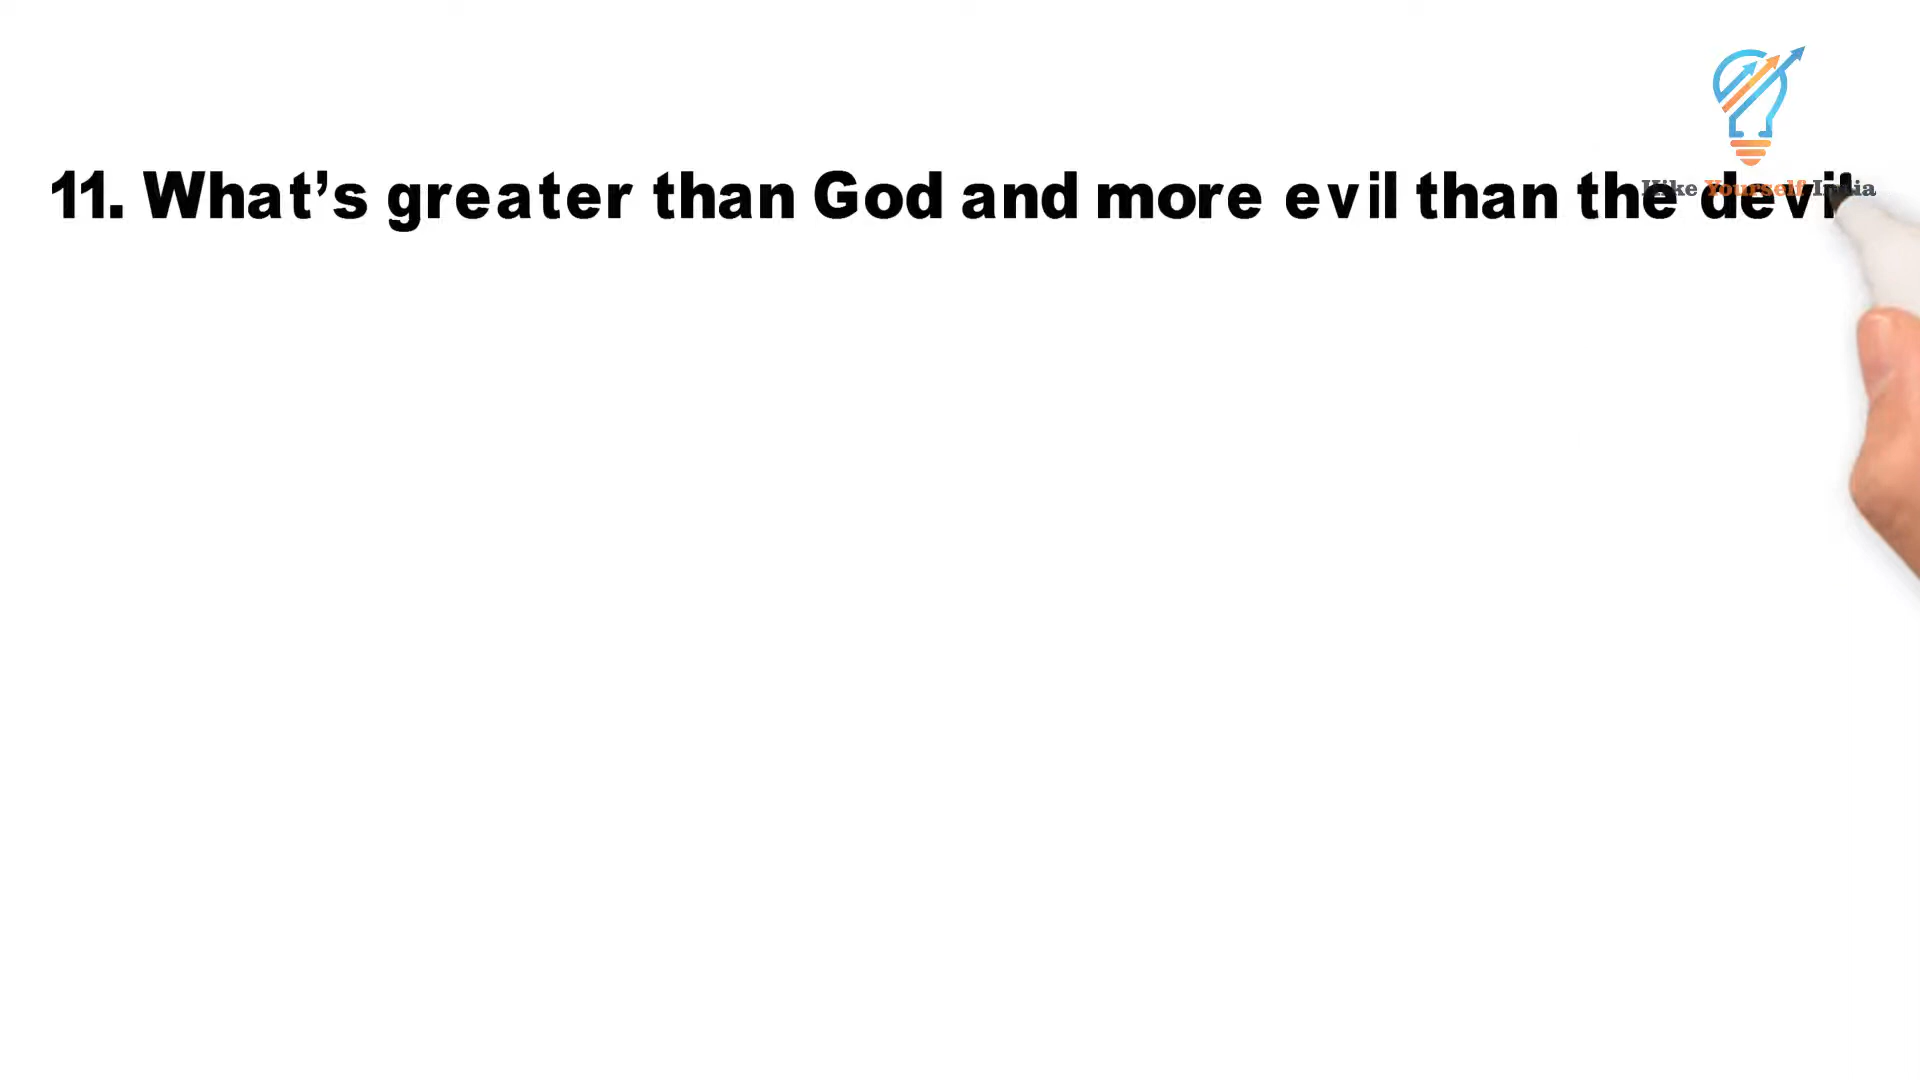 11. What’s greater than God and more evil than the devil
Hike Yourself India